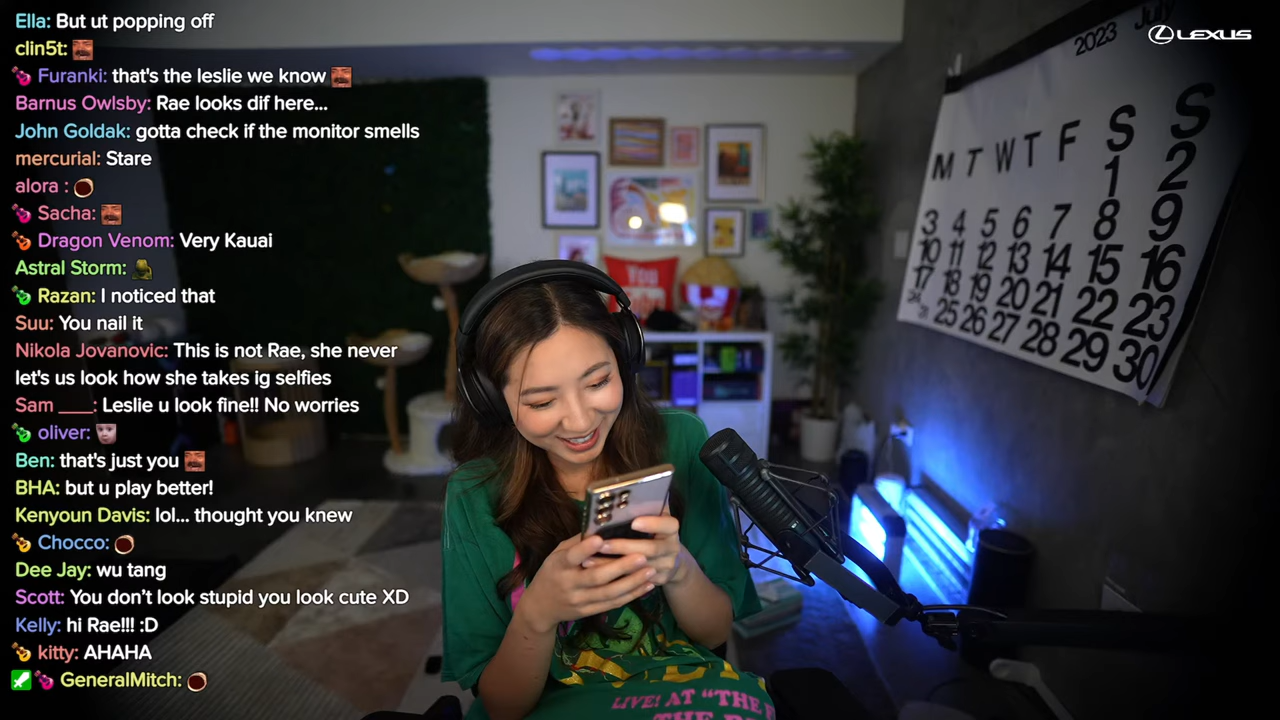 Ella: But ut popping off
clin5t:
Furanki: that's the leslie we know
Barnus Owlsby: Rae looks dif here...
John Goldak: gotta check if the monitor smells
mercurial: Stare
alora :
Sacha:
Dragon Venom: Very Kauai
Astral Storm:
Razan: I noticed that
Suu: You nail it
Nikola Jovanovic: This is not Rae, she never
let's us look how she takes ig selfies
Sam ___: Leslie u look fine!! No worries
oliver:
Ben: that's just you
BHA: but u play better!
Kenyoun Davis: lol... thought you knew
Chocco:
Dee Jay: wu tang
Scott: You don’t look stupid you look cute XD
Kelly: hi Rae!!! :D
kitty: AHAHA
GeneralMitch:
LEXUS
2023 July
M T W T F S S
1 2
3 4 5 6 7 8 9
10 11 12 13 14 15 16
17 18 19 20 21 22 23
24 25 26 27 28 29 30
31
You
LIVE! AT "THE
THE